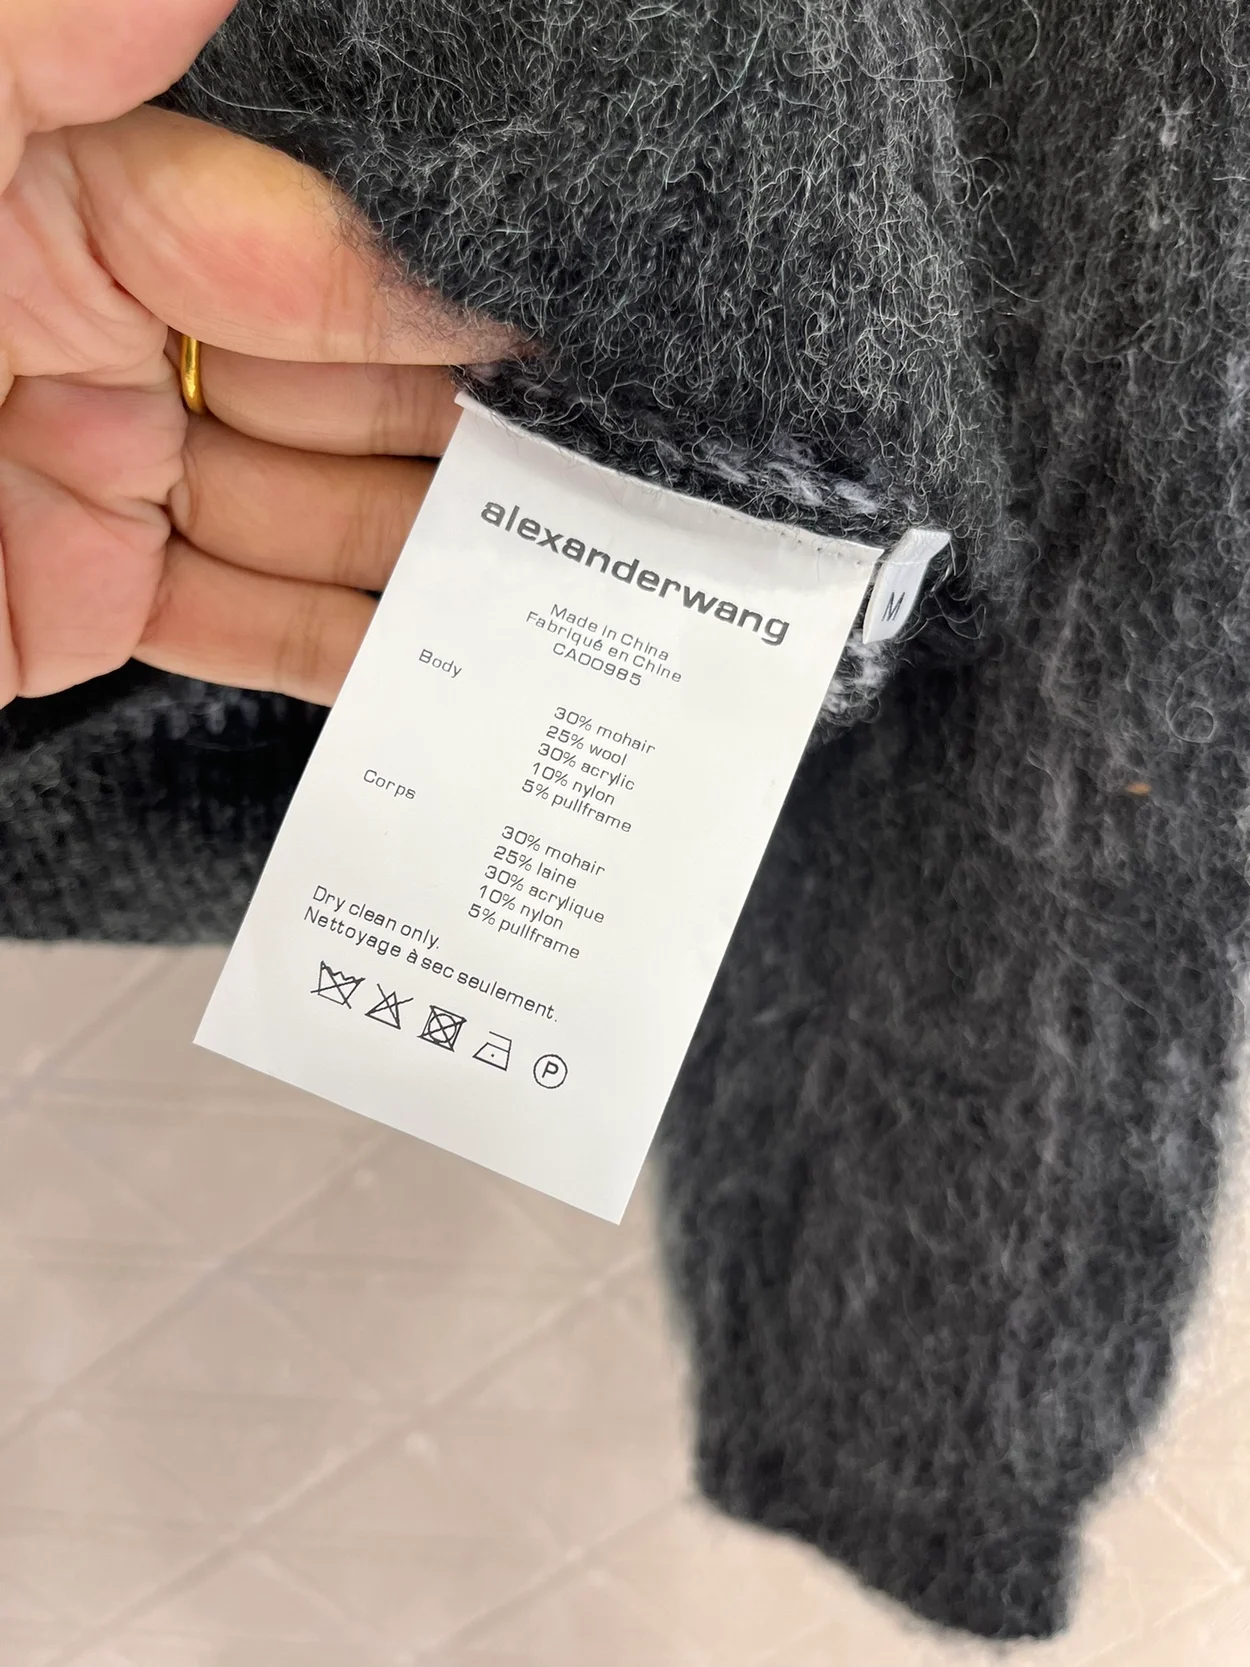 alexanderwang
Made in China
Fabriqué en Chine
CA00985
M
Body
30% mohair
25% wool
30% acrylic
10% nylon
5% pullframe
Corps
30% mohair
25% laine
30% acrylique
10% nylon
5% pullframe
Dry clean only.
Nettoyage à sec seulement.
P